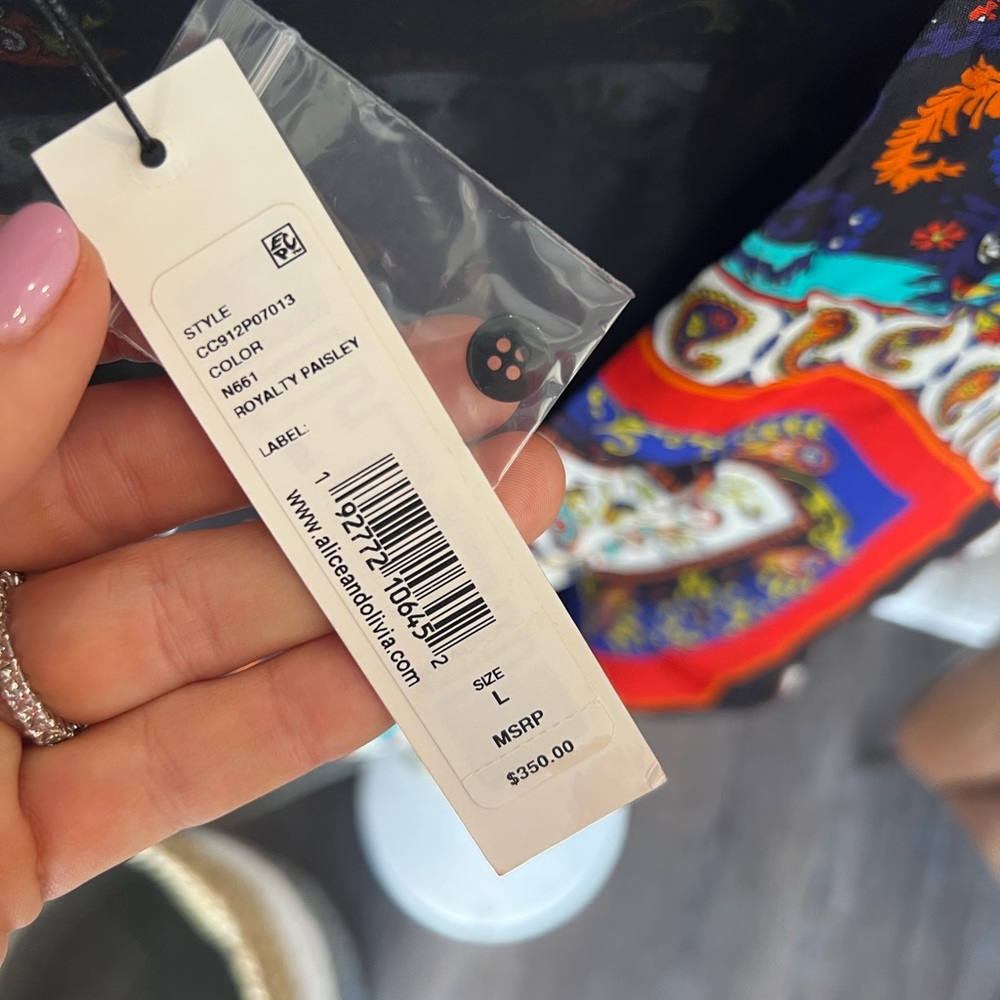 STYLE
CC912P07013
COLOR
N661
ROYALTY PAISLEY
LABEL:
1 92772 10645 2
www.aliceandolivia.com
SIZE
L
MSRP
$350.00